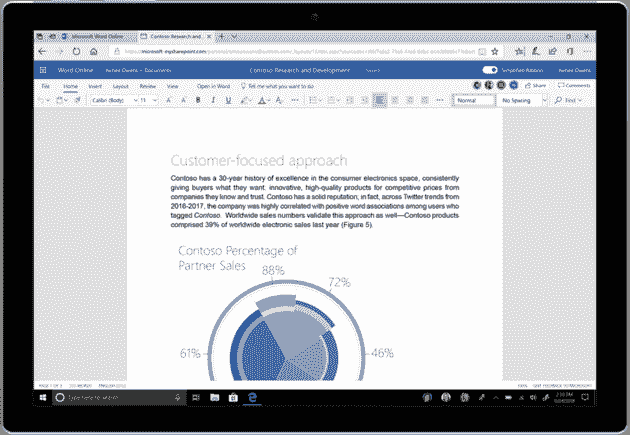 Microsoft Word Online
Contoso Research and
Word Online
Documents
Contoso Research and Development
Saved
Simplified Ribbon
File Home Insert Layout Review View Open in Word Tell me what you want to do Share Comments
Calibri (Body) 11 B I U Normal No Spacing Find
Customer-focused approach
Contoso has a 30-year history of excellence in the consumer electronics space, consistently
giving buyers what they want: innovative, high-quality products for competitive prices from
companies they know and trust. Contoso has a solid reputation; in fact, across Twitter trends from
2016-2017, the company was highly correlated with positive word associations among users who
tagged Contoso. Worldwide sales numbers validate this approach as well—Contoso products
comprised 39% of worldwide electronic sales last year (Figure 5).
Contoso Percentage of
Partner Sales
88%
72%
61%
46%
Type here to search